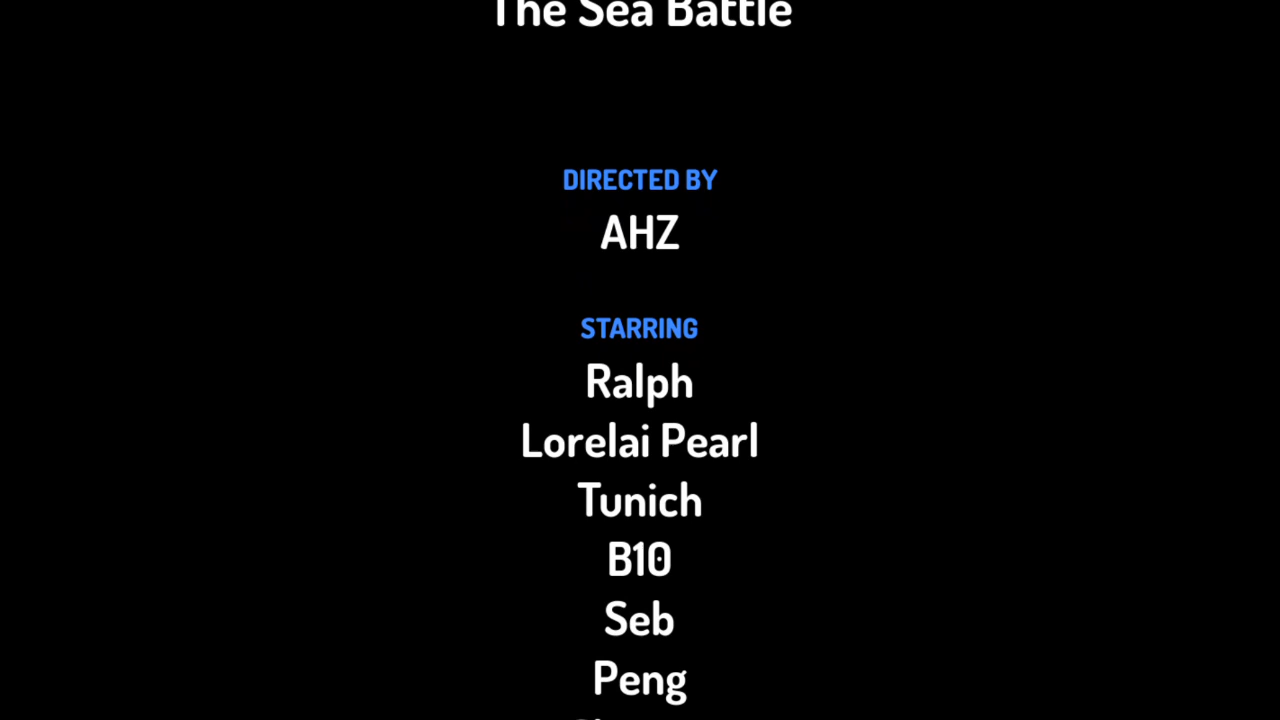 The Sea Battle
DIRECTED BY
AHZ
STARRING
Ralph
Lorelai Pearl
Tunich
B10
Seb
Peng